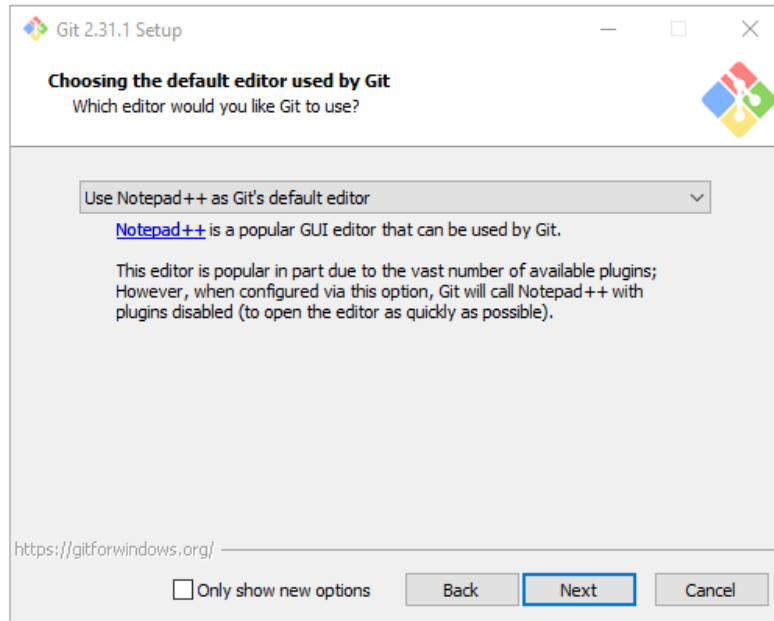 Git 2.31.1 Setup
Choosing the default editor used by Git
Which editor would you like Git to use?
Use Notepad++ as Git's default editor
Notepad++ is a popular GUI editor that can be used by Git.
This editor is popular in part due to the vast number of available plugins;
However, when configured via this option, Git will call Notepad++ with
plugins disabled (to open the editor as quickly as possible).
https://gitforwindows.org/
Only show new options Back Next Cancel